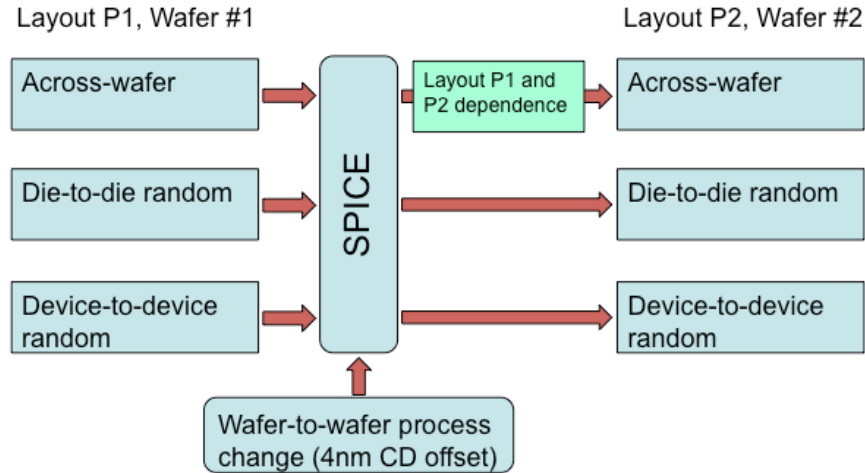 Layout P1, Wafer #1
Layout P2, Wafer #2
Across-wafer
Layout P1 and
P2 dependence
Across-wafer
Die-to-die random
SPICE
Die-to-die random
Device-to-device
random
Device-to-device
random
Wafer-to-wafer process
change (4nm CD offset)